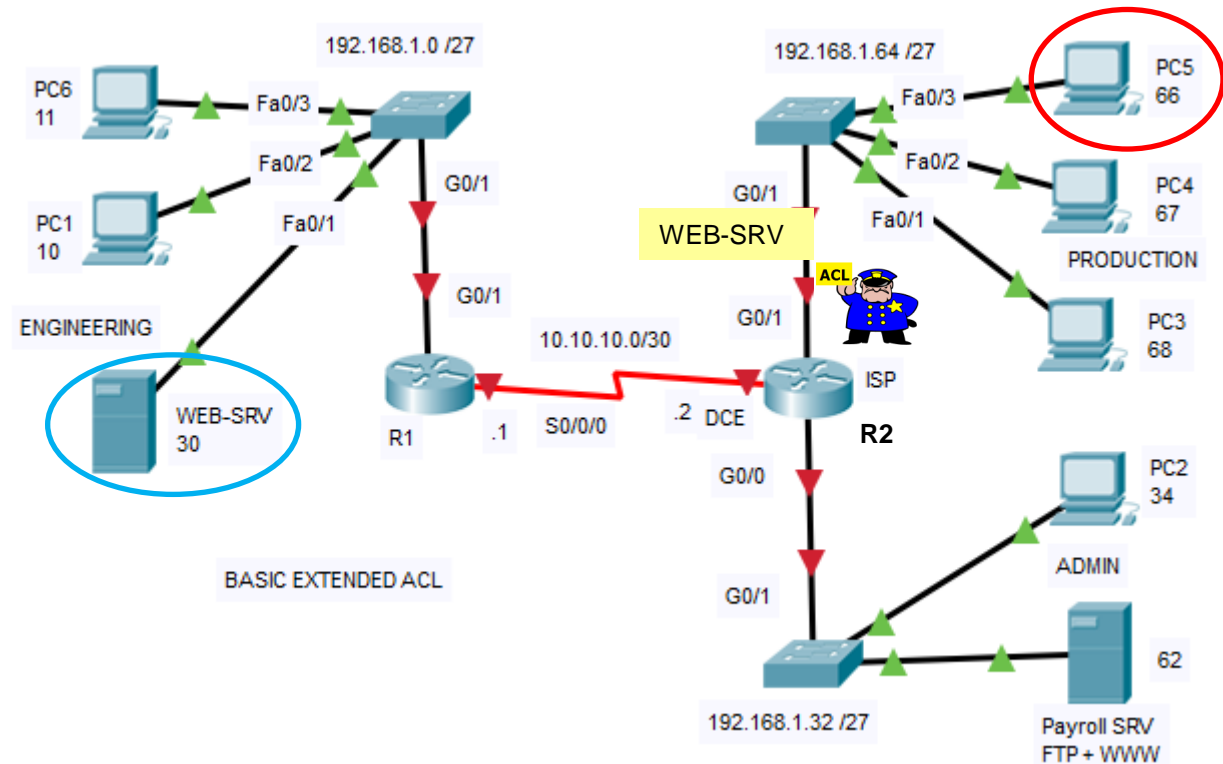 192.168.1.0 /27
PC6
11
Fa0/3
Fa0/2
PC1
10
Fa0/1
G0/1
G0/1
ENGINEERING
WEB-SRV
30
R1
.1
S0/0/0
10.10.10.0/30
.2
DCE
BASIC EXTENDED ACL
192.168.1.64 /27
PC5
66
Fa0/3
Fa0/2
PC4
67
Fa0/1
PRODUCTION
PC3
68
G0/1
WEB-SRV
ACL
G0/1
ISP
R2
G0/0
PC2
34
ADMIN
G0/1
62
192.168.1.32 /27
Payroll SRV
FTP + WWW